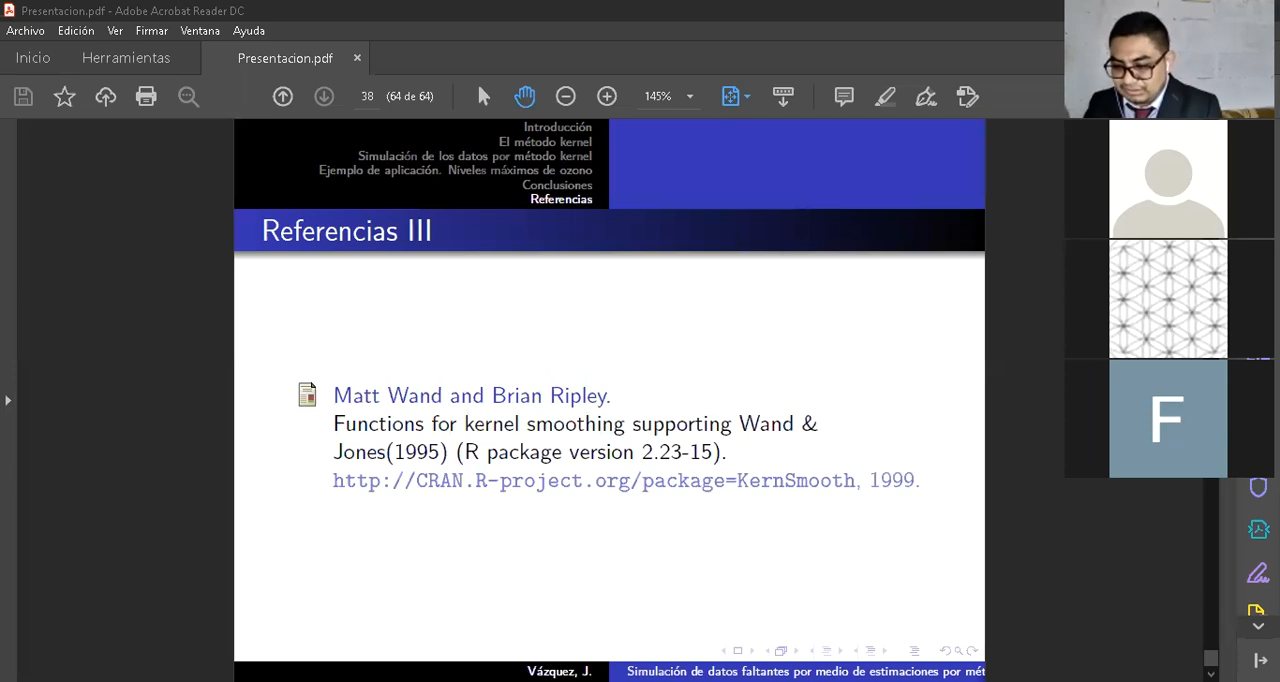 Presentacion.pdf - Adobe Acrobat Reader DC
Archivo Edición Ver Firmar Ventana Ayuda
Inicio Herramientas Presentacion.pdf ×
38 (64 de 64) 145%
Introducción
El método kernel
Simulación de los datos por método kernel
Ejemplo de aplicación. Niveles máximos de ozono
Conclusiones
Referencias
Referencias III
Matt Wand and Brian Ripley.
Functions for kernel smoothing supporting Wand &
Jones(1995) (R package version 2.23-15).
http://CRAN.R-project.org/package=KernSmooth, 1999.
F
Vázquez, J. Simulación de datos faltantes por medio de estimaciones por mét